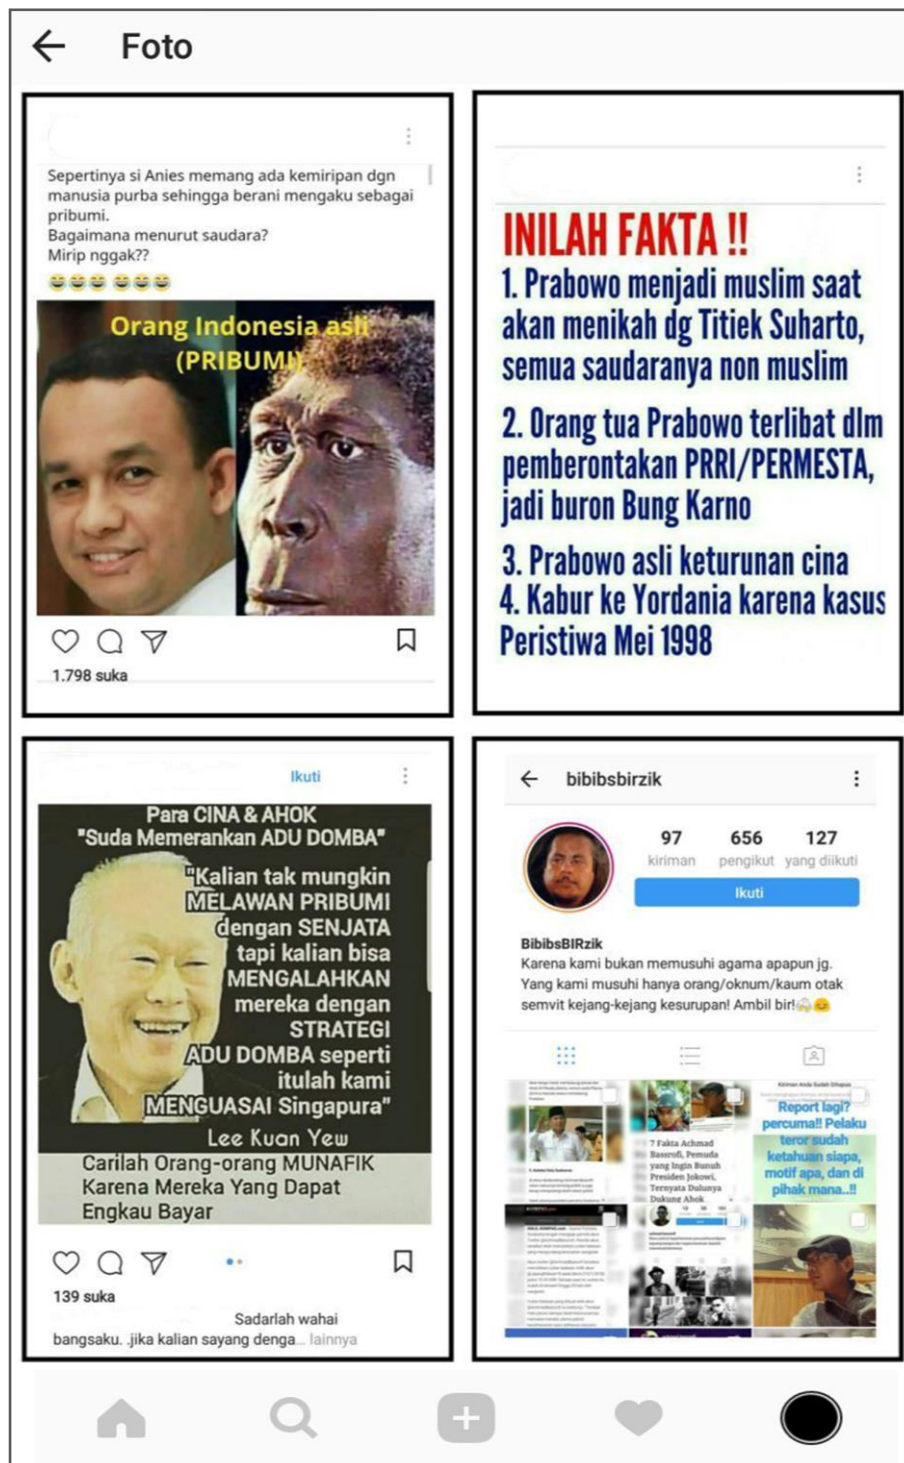 Foto
Sepertinya si Anies memang ada kemiripan dgn
manusia purba sehingga berani mengaku sebagai
pribumi.
Bagaimana menurut saudara?
Mirip nggak??
Orang Indonesia asli
(PRIBUMI)
1.798 suka
INILAH FAKTA !!
1. Prabowo menjadi muslim saat
akan menikah dg Titiek Suharto,
semua saudaranya non muslim
2. Orang tua Prabowo terlibat dlm
pemberontakan PRRI/PERMESTA,
jadi buron Bung Karno
3. Prabowo asli keturunan cina
4. Kabur ke Yordania karena kasus
Peristiwa Mei 1998
Ikuti
Para CINA & AHOK
"Suda Memerankan ADU DOMBA"
"Kalian tak mungkin
MELAWAN PRIBUMI
dengan SENJATA
tapi kalian bisa
MENGALAHKAN
mereka dengan
STRATEGI
ADU DOMBA seperti
itulah kami
MENGUASAI Singapura"
Lee Kuan Yew
Carilah Orang-orang MUNAFIK
Karena Mereka Yang Dapat
Engkau Bayar
139 suka
Sadarlah wahai
bangsaku. .jika kalian sayang denga... lainnya
bibibsbirzik
97 656 127
kiriman pengikut yang diikuti
Ikuti
BibibsBIRzik
Karena kami bukan memusuhi agama apapun jg.
Yang kami musuhi hanya orang/oknum/kaum otak
semvit kejang-kejang kesurupan! Ambil bir!
7 Fakta Achmad
Bassrofi, Pemuda
yang Ingin Bunuh
Presiden Jokowi,
Ternyata Dulunya
Dukung Ahok
Kiriman Anda Sudah Dihapus
Report lagi?
percuma!! Pelaku
teror sudah
ketahuan siapa,
motif apa, dan di
pihak mana..!!